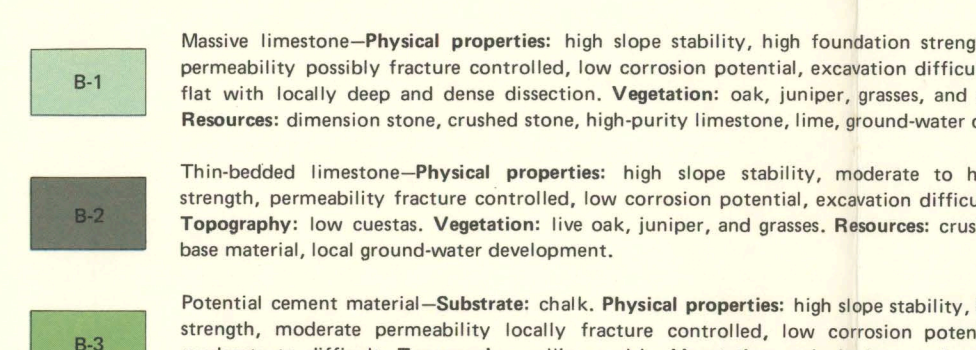 B-1
Massive limestone—Physical properties: high slope stability, high foundation streng
permeability possibly fracture controlled, low corrosion potential, excavation difficu
flat with locally deep and dense dissection. Vegetation: oak, juniper, grasses, and
Resources: dimension stone, crushed stone, high-purity limestone, lime, ground-water
B-2
Thin-bedded limestone—Physical properties: high slope stability, moderate to h
strength, permeability fracture controlled, low corrosion potential, excavation difficu
Topography: low cuestas. Vegetation: live oak, juniper, and grasses. Resources: crus
base material, local ground-water development.
B-3
Potential cement material—Substrate: chalk. Physical properties: high slope stability,
strength, moderate permeability locally fracture controlled, low corrosion poten